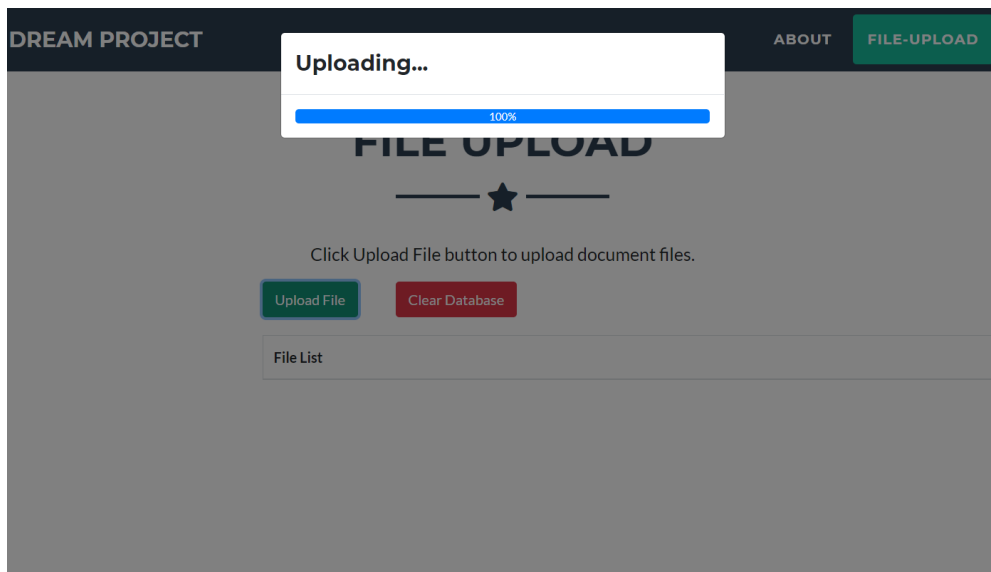 DREAM PROJECT
ABOUT
FILE-UPLOAD
Uploading...
100%
FILE UPLOAD
Click Upload File button to upload document files.
Upload File
Clear Database
File List